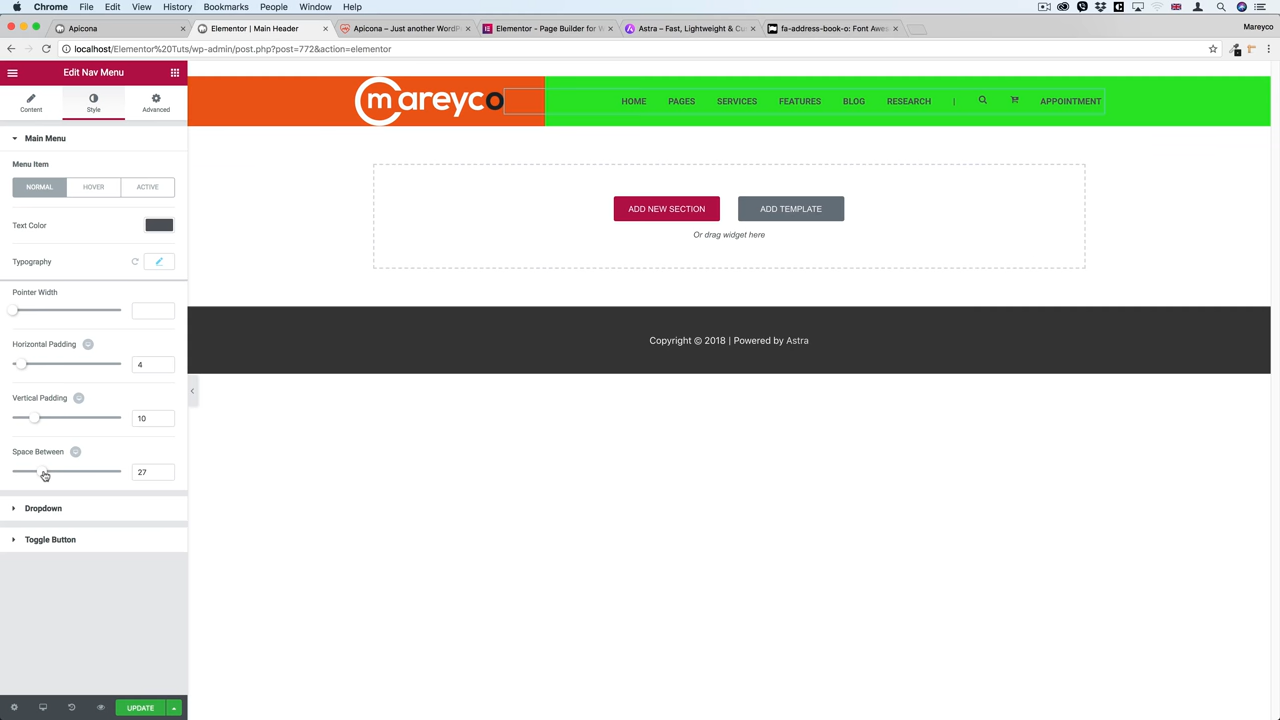 Chrome File Edit View History Bookmarks People Window Help
Apicona Elementor | Main Header Apicona – Just another WordP Elementor - Page Builder for W Astra – Fast, Lightweight & Cu fa-address-book-o: Font Awes Mareyco
localhost/Elementor%20Tuts/wp-admin/post.php?post=772&action=elementor
Edit Nav Menu
Content Style Advanced
Main Menu
Menu Item
NORMAL HOVER ACTIVE
Text Color
Typography
Pointer Width
Horizontal Padding
4
Vertical Padding
10
Space Between
27
Dropdown
Toggle Button
UPDATE
mareyco
HOME PAGES SERVICES FEATURES BLOG RESEARCH | APPOINTMENT
ADD NEW SECTION ADD TEMPLATE
Or drag widget here
Copyright © 2018 | Powered by Astra